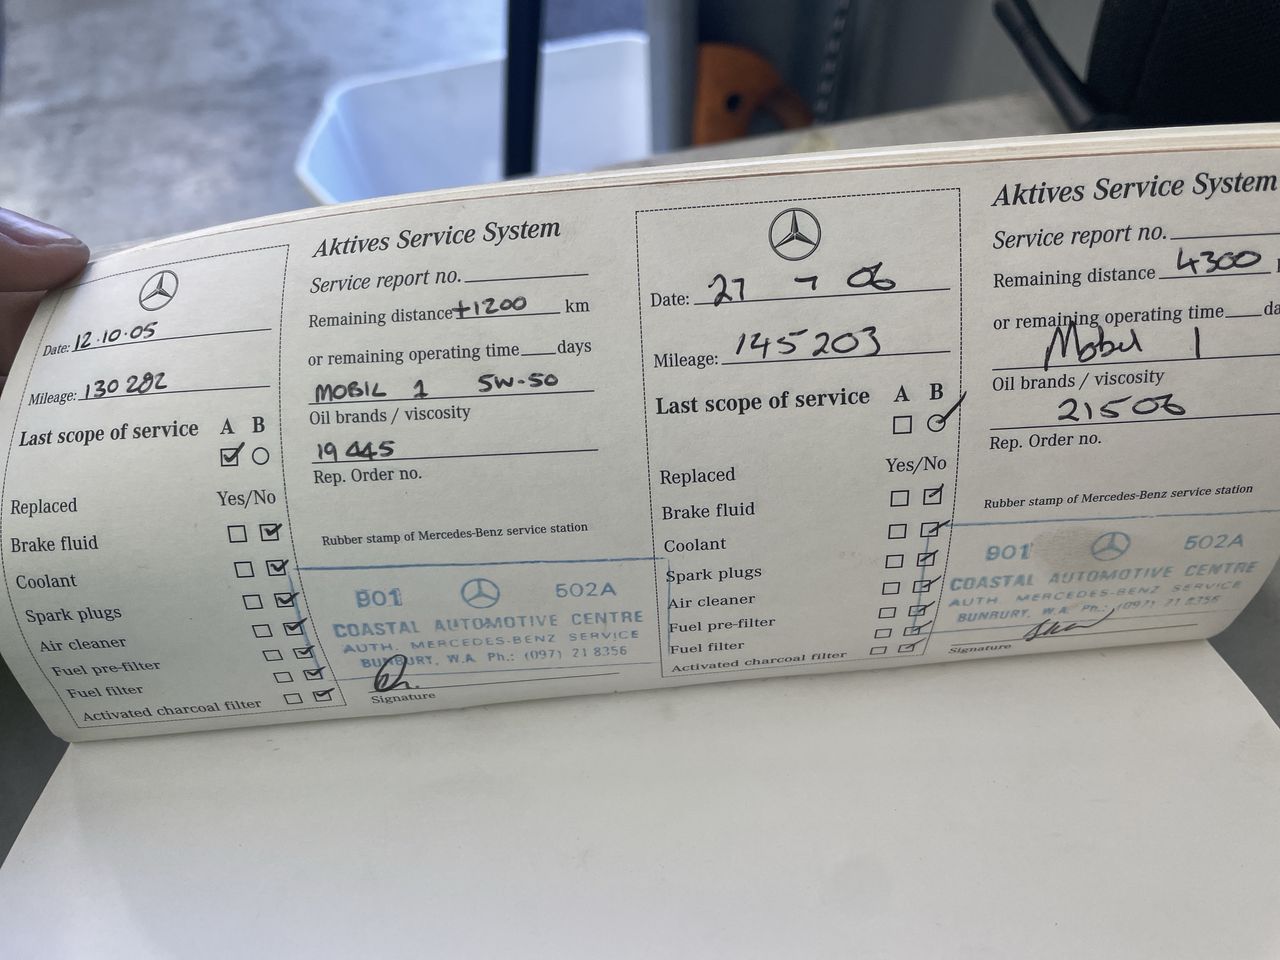 Date: 12.10.05
Mileage: 130 282
Last scope of service A B
Replaced Yes/No
Brake fluid
Coolant
Spark plugs
Air cleaner
Fuel pre-filter
Fuel filter
Activated charcoal filter
Aktives Service System
Service report no.
Remaining distance +1200 km
or remaining operating time days
MOBIL 1 5W-50
Oil brands / viscosity
19445
Rep. Order no.
Rubber stamp of Mercedes-Benz service station
901 502A
COASTAL AUTOMOTIVE CENTRE
AUTH. MERCEDES-BENZ SERVICE
BUNBURY, W.A. Ph.: (097) 21 8356
Signature
Date: 27 - 7 06
Mileage: 145203
Last scope of service A B
Replaced Yes/No
Brake fluid
Coolant
Spark plugs
Air cleaner
Fuel pre-filter
Fuel filter
Activated charcoal filter
Aktives Service System
Service report no.
Remaining distance 4300
or remaining operating time da
Mobil 1
Oil brands / viscosity
21506
Rep. Order no.
Rubber stamp of Mercedes-Benz service station
901 502A
COASTAL AUTOMOTIVE CENTRE
AUTH. MERCEDES-BENZ SERVICE
BUNBURY, W.A. Ph.: (097) 21 8356
Signature